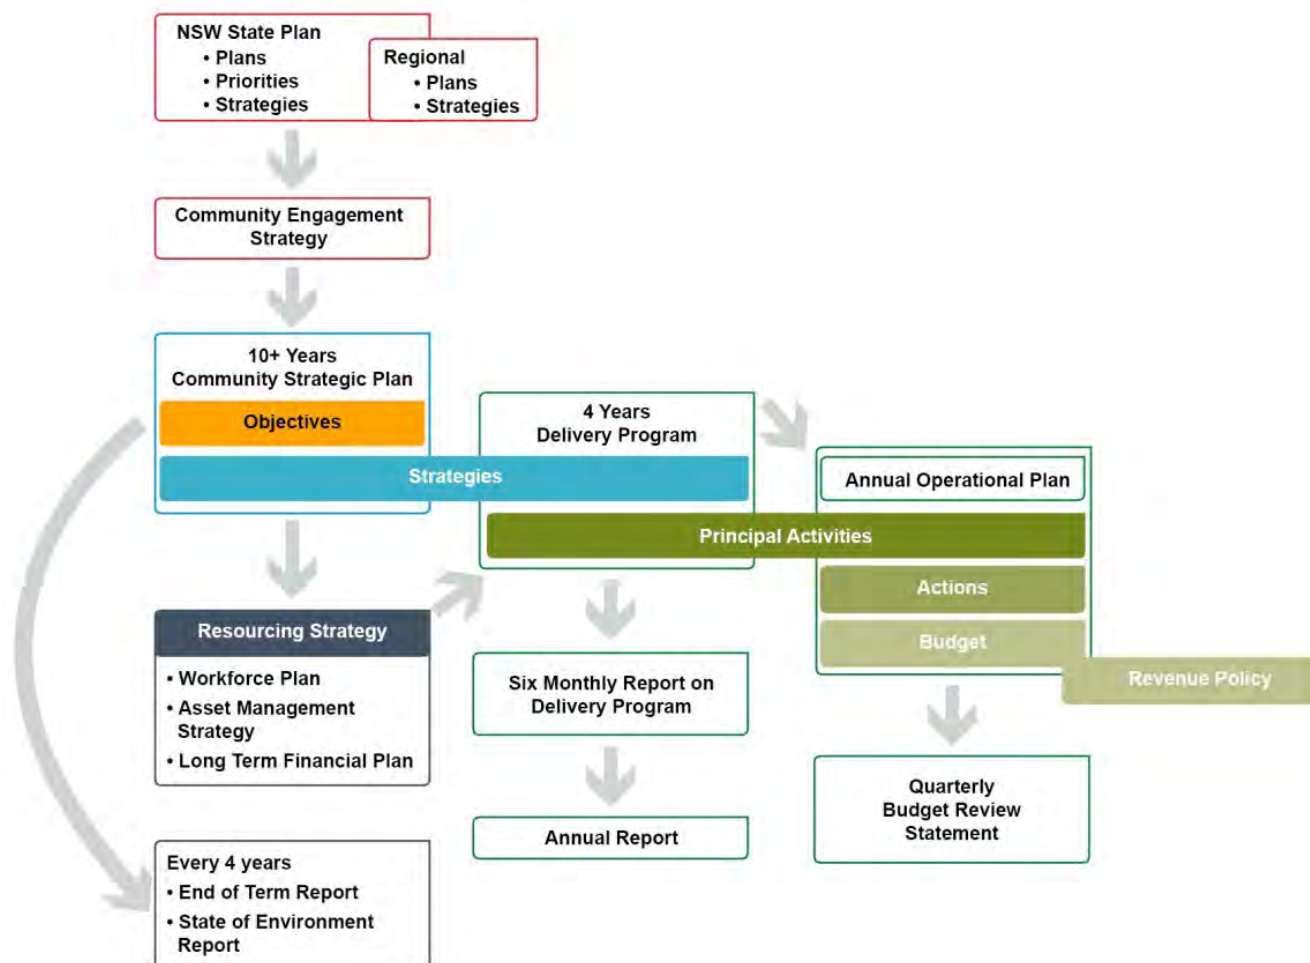 NSW State Plan
• Plans
• Priorities
• Strategies
Regional
• Plans
• Strategies
Community Engagement
Strategy
10+ Years
Community Strategic Plan
Objectives
Strategies
4 Years
Delivery Program
Annual Operational Plan
Principal Activities
Actions
Budget
Revenue Policy
Resourcing Strategy
• Workforce Plan
• Asset Management
Strategy
• Long Term Financial Plan
Six Monthly Report on
Delivery Program
Annual Report
Quarterly
Budget Review
Statement
Every 4 years
• End of Term Report
• State of Environment
Report